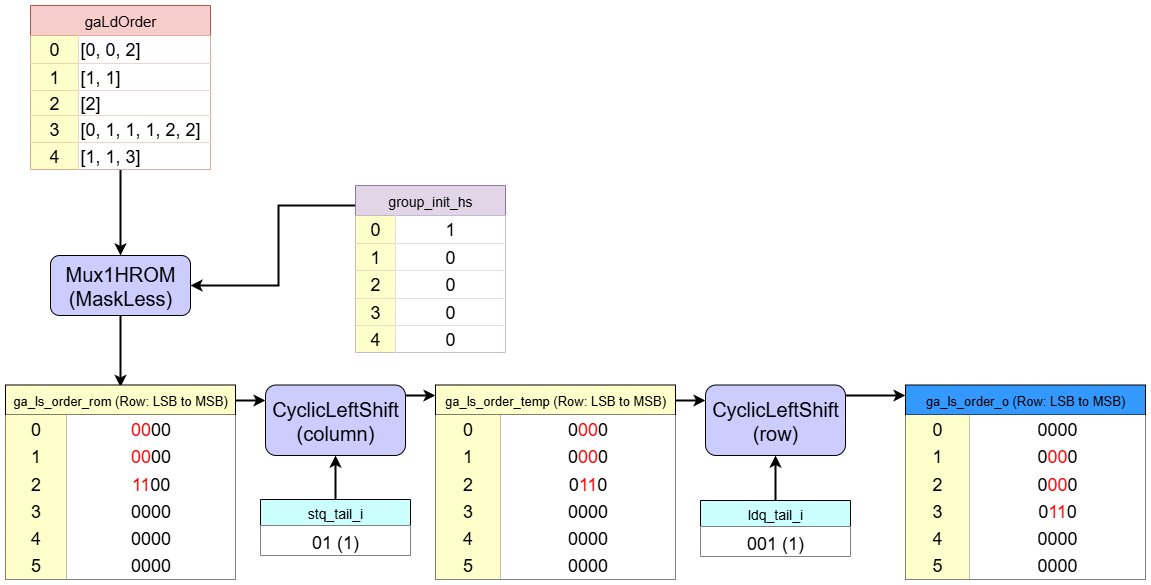 gaLdOrder
0 [0, 0, 2]
1 [1, 1]
2 [2]
3 [0, 1, 1, 1, 2, 2]
4 [1, 1, 3]
group_init_hs
0 1
1 0
2 0
3 0
4 0
Mux1HROM
(MaskLess)
ga_ls_order_rom (Row: LSB to MSB)
0 0000
1 0000
2 1100
3 0000
4 0000
5 0000
CyclicLeftShift
(column)
stq_tail_i
01 (1)
ga_ls_order_temp (Row: LSB to MSB)
0 0000
1 0000
2 0110
3 0000
4 0000
5 0000
CyclicLeftShift
(row)
ldq_tail_i
001 (1)
ga_ls_order_o (Row: LSB to MSB)
0 0000
1 0000
2 0000
3 0110
4 0000
5 0000